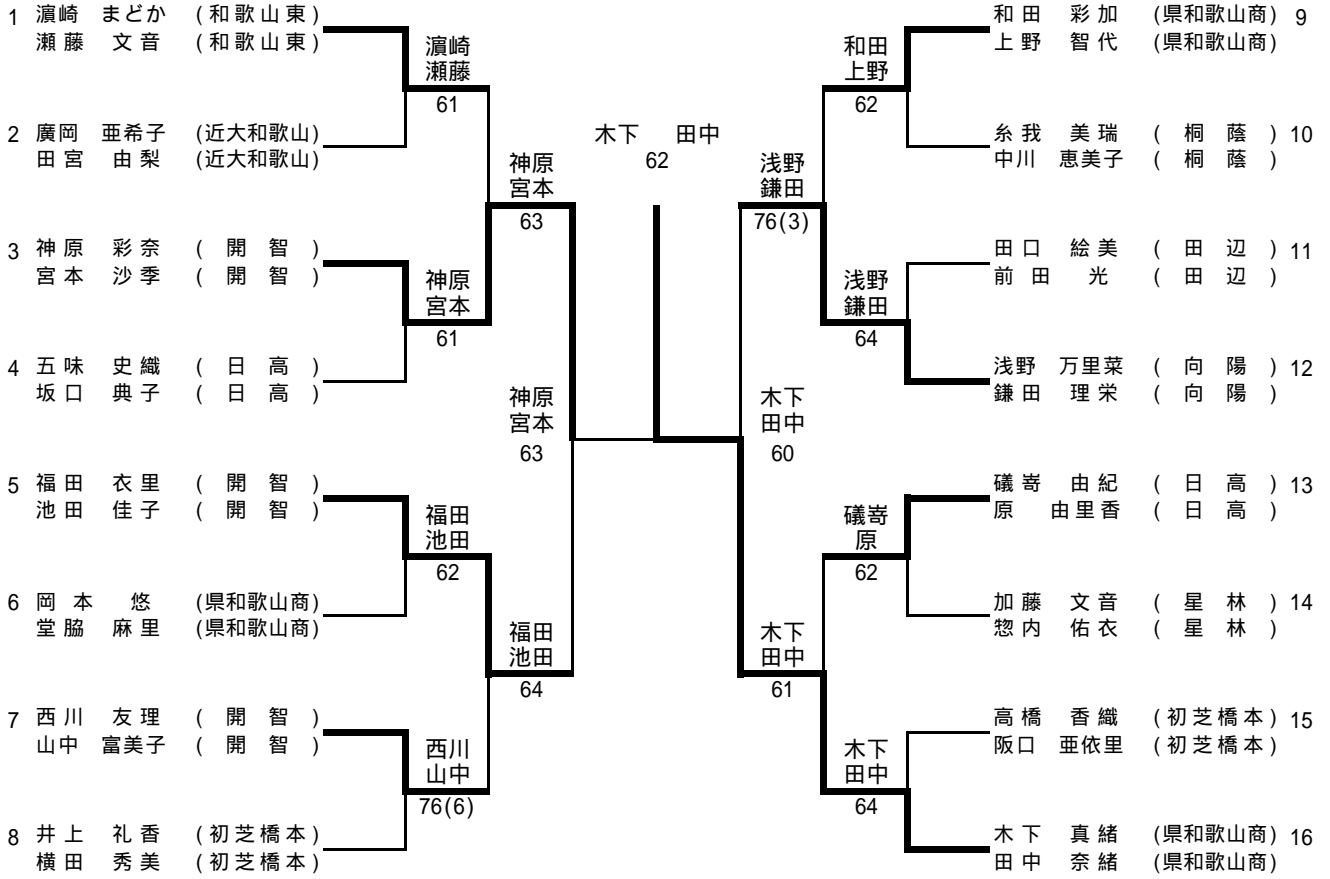 1 濵崎 まどか (和歌山東)
瀬藤 文音 (和歌山東)
濵崎
瀬藤
61
2 廣岡 亜希子 (近大和歌山)
田宮 由梨 (近大和歌山)
神原
宮本
63
3 神原 彩奈 (開智)
宮本 沙季 (開智)
神原
宮本
61
4 五味 史織 (日高)
坂口 典子 (日高)
神原
宮本
63
5 福田 衣里 (開智)
池田 佳子 (開智)
福田
池田
62
6 岡本 悠 (県和歌山商)
堂脇 麻里 (県和歌山商)
福田
池田
64
7 西川 友理 (開智)
山中 富美子 (開智)
西川
山中
76(6)
8 井上 礼香 (初芝橋本)
横田 秀美 (初芝橋本)
木下 田中
62
和田 彩加 (県和歌山商) 9
上野 智代 (県和歌山商)
和田
上野
62
糸我 美瑞 (桐蔭) 10
中川 恵美子 (桐蔭)
浅野
鎌田
76(3)
田口 絵美 (田辺) 11
前田 光 (田辺)
浅野
鎌田
64
浅野 万里菜 (向陽) 12
鎌田 理栄 (向陽)
木下
田中
60
礒嵜 由紀 (日高) 13
原 由里香 (日高)
礒嵜
原
62
加藤 文音 (星林) 14
惣内 佑衣 (星林)
木下
田中
61
高橋 香織 (初芝橋本) 15
阪口 亜依里 (初芝橋本)
木下
田中
64
木下 真緒 (県和歌山商) 16
田中 奈緒 (県和歌山商)